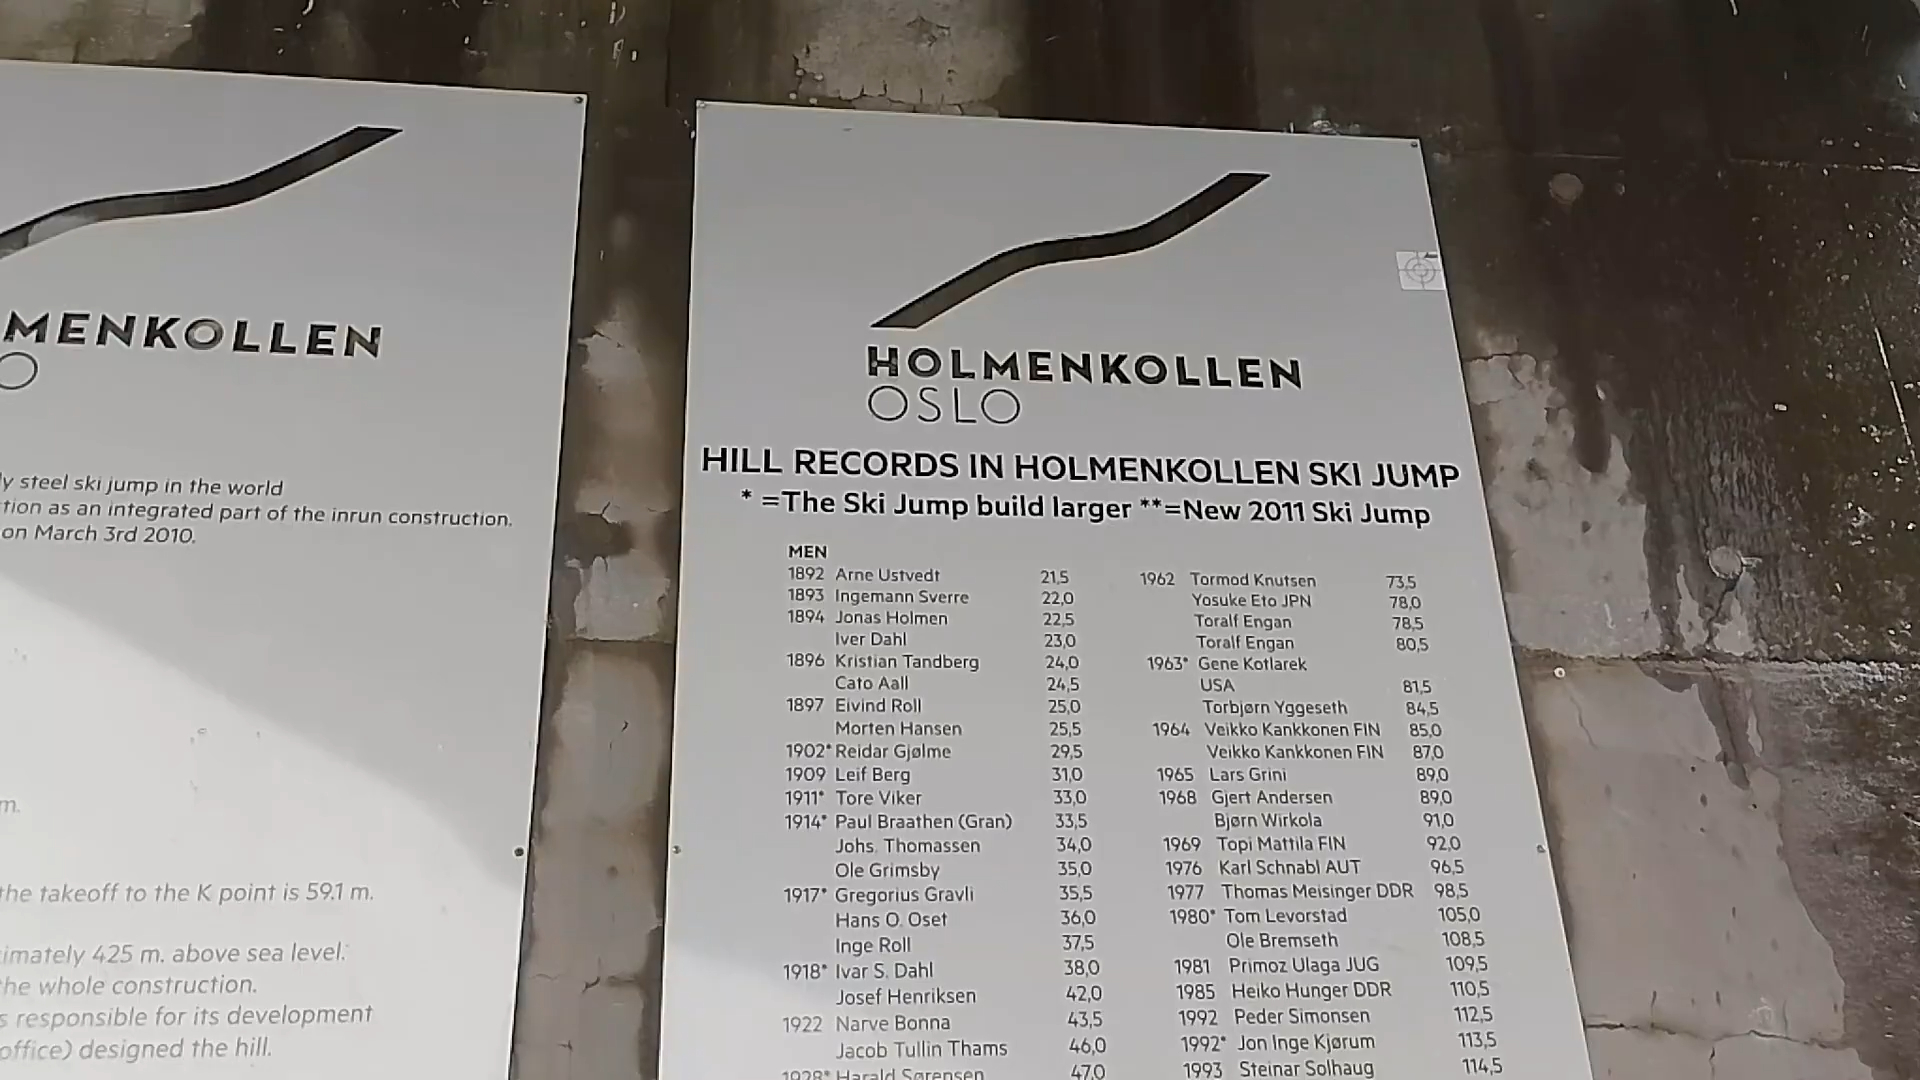 MENKOLLEN
O
ly steel ski jump in the world
tion as an integrated part of the inrun construction.
on March 3rd 2010.
m.
the takeoff to the K point is 59.1 m.
imately 425 m. above sea level.
the whole construction.
s responsible for its development
office) designed the hill.
HOLMENKOLLEN
OSLO
HILL RECORDS IN HOLMENKOLLEN SKI JUMP
* =The Ski Jump build larger **=New 2011 Ski Jump
MEN
1892 Arne Ustvedt 21,5
1893 Ingemann Sverre 22,0
1894 Jonas Holmen 22,5
Iver Dahl 23,0
1896 Kristian Tandberg 24,0
Cato Aall 24,5
1897 Eivind Roll 25,0
Morten Hansen 25,5
1902* Reidar Gjølme 29,5
1909 Leif Berg 31,0
1911* Tore Viker 33,0
1914* Paul Braathen (Gran) 33,5
Johs. Thomassen 34,0
Ole Grimsby 35,0
1917* Gregorius Gravli 35,5
Hans O. Oset 36,0
Inge Roll 37,5
1918* Ivar S. Dahl 38,0
Josef Henriksen 42,0
1922 Narve Bonna 43,5
Jacob Tullin Thams 46,0
1928* Harald Sørensen 47,0
1962 Tormod Knutsen 73,5
Yosuke Eto JPN 78,0
Toralf Engan 78,5
Toralf Engan 80,5
1963* Gene Kotlarek
USA 81,5
Torbjørn Yggeseth 84,5
1964 Veikko Kankkonen FIN 85,0
Veikko Kankkonen FIN 87,0
1965 Lars Grini 89,0
1968 Gjert Andersen 89,0
Bjørn Wirkola 91,0
1969 Topi Mattila FIN 92,0
1976 Karl Schnabl AUT 96,5
1977 Thomas Meisinger DDR 98,5
1980* Tom Levorstad 105,0
Ole Bremseth 108,5
1981 Primoz Ulaga JUG 109,5
1985 Heiko Hunger DDR 110,5
1992 Peder Simonsen 112,5
1992* Jon Inge Kjørum 113,5
1993 Steinar Solhaug 114,5